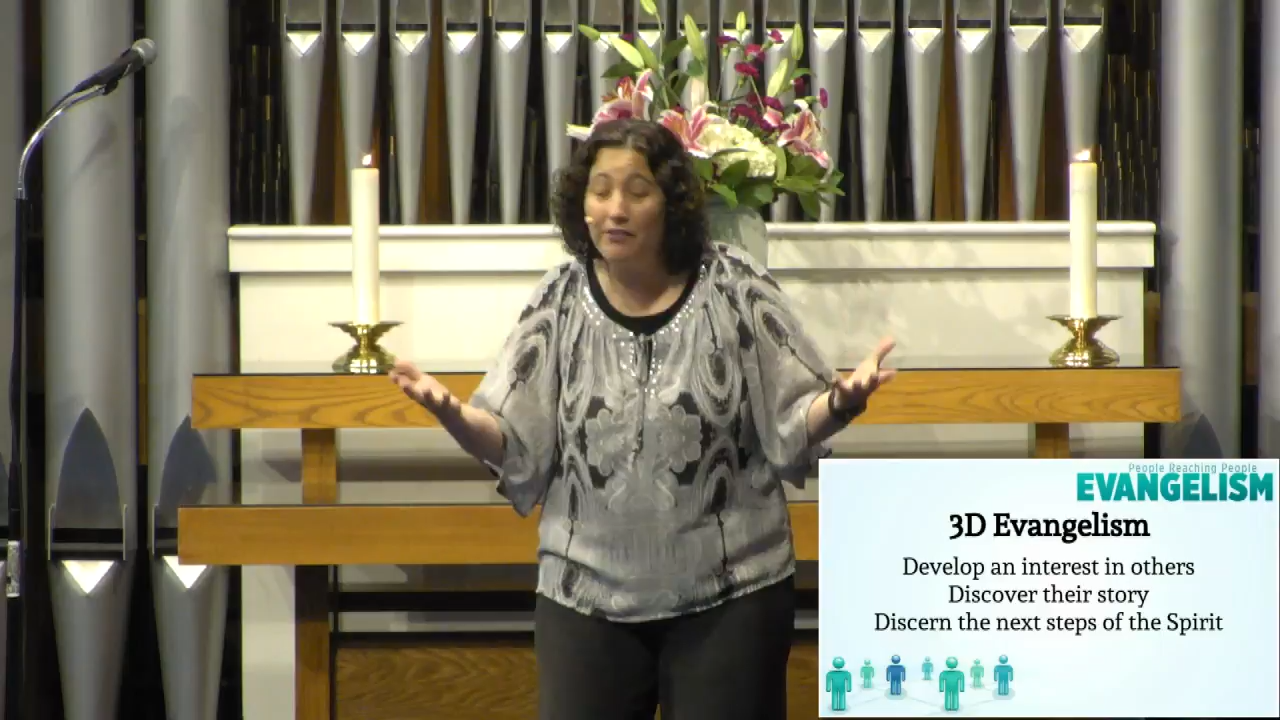 People Reaching People
EVANGELISM
3D Evangelism
Develop an interest in others
Discover their story
Discern the next steps of the Spirit